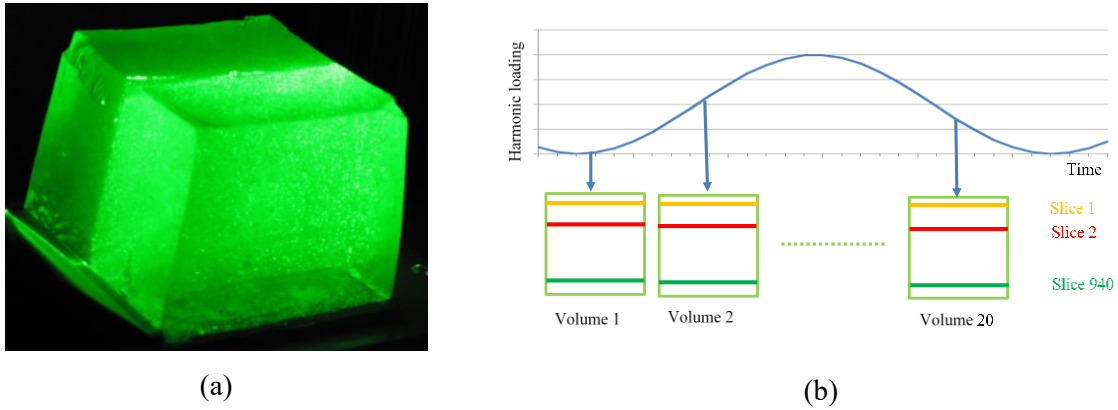 Harmonic loading
Time
Slice 1
Slice 2
Slice 940
Volume 1
Volume 2
Volume 20
(a)
(b)